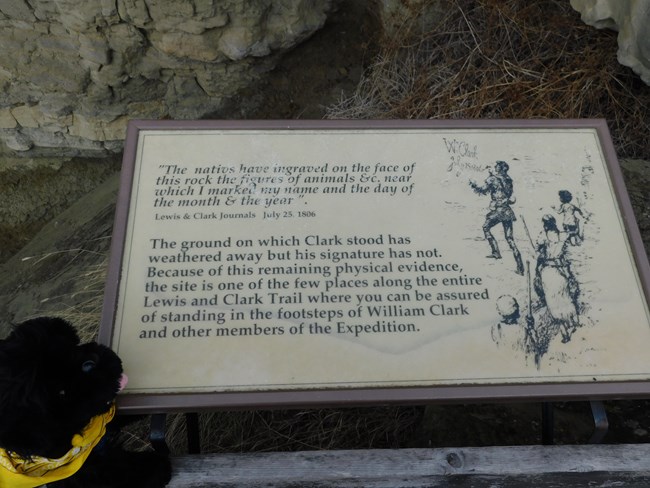 "The nativs have ingraved on the face of
this rock the figures of animals &c. near
which I marked my name and the day of
the month & the year ".
Lewis & Clark Journals July 25. 1806
The ground on which Clark stood has
weathered away but his signature has not.
Because of this remaining physical evidence,
the site is one of the few places along the entire
Lewis and Clark Trail where you can be assured
of standing in the footsteps of William Clark
and other members of the Expedition.